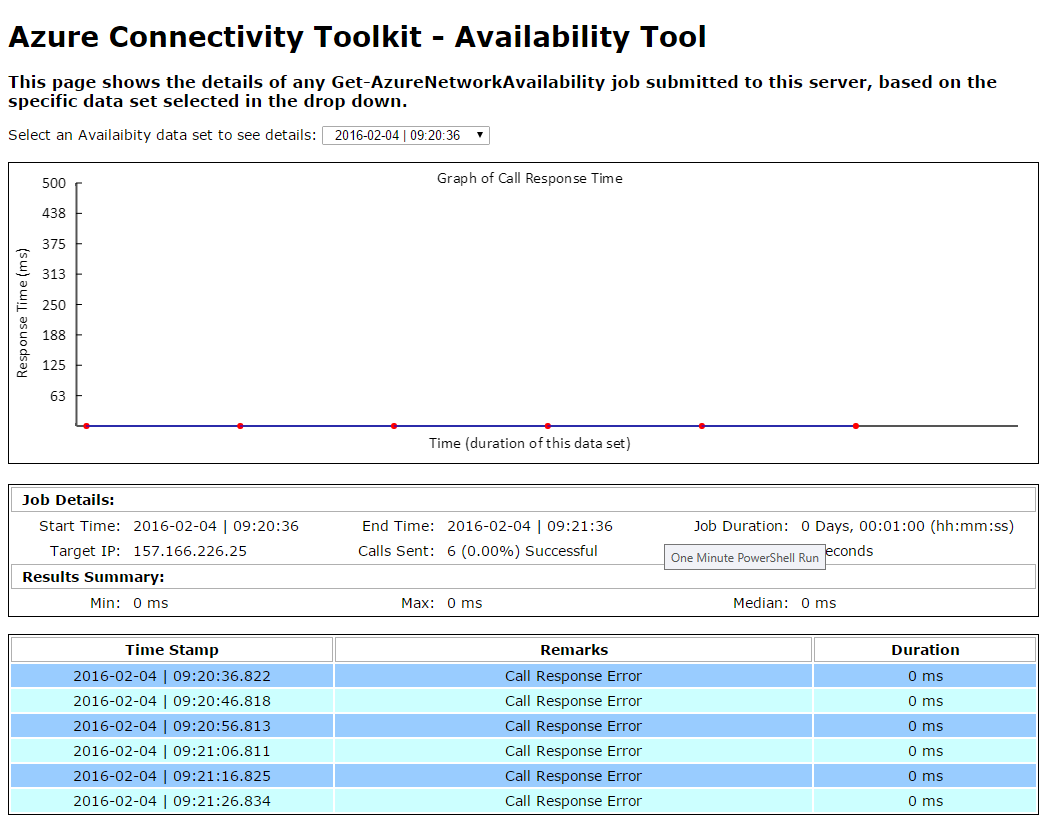 Azure Connectivity Toolkit - Availability Tool
This page shows the details of any Get-AzureNetworkAvailability job submitted to this server, based on the
specific data set selected in the drop down.
Select an Availaibity data set to see details: 2016-02-04 | 09:20:36
Graph of Call Response Time
500
438
375
313
250
188
125
63
Response Time (ms)
Time (duration of this data set)
Job Details:
Start Time: 2016-02-04 | 09:20:36 End Time: 2016-02-04 | 09:21:36 Job Duration: 0 Days, 00:01:00 (hh:mm:ss)
Target IP: 157.166.226.25 Calls Sent: 6 (0.00%) Successful
One Minute PowerShell Run
Results Summary:
Min: 0 ms Max: 0 ms Median: 0 ms
Time Stamp Remarks Duration
2016-02-04 | 09:20:36.822 Call Response Error 0 ms
2016-02-04 | 09:20:46.818 Call Response Error 0 ms
2016-02-04 | 09:20:56.813 Call Response Error 0 ms
2016-02-04 | 09:21:06.811 Call Response Error 0 ms
2016-02-04 | 09:21:16.825 Call Response Error 0 ms
2016-02-04 | 09:21:26.834 Call Response Error 0 ms